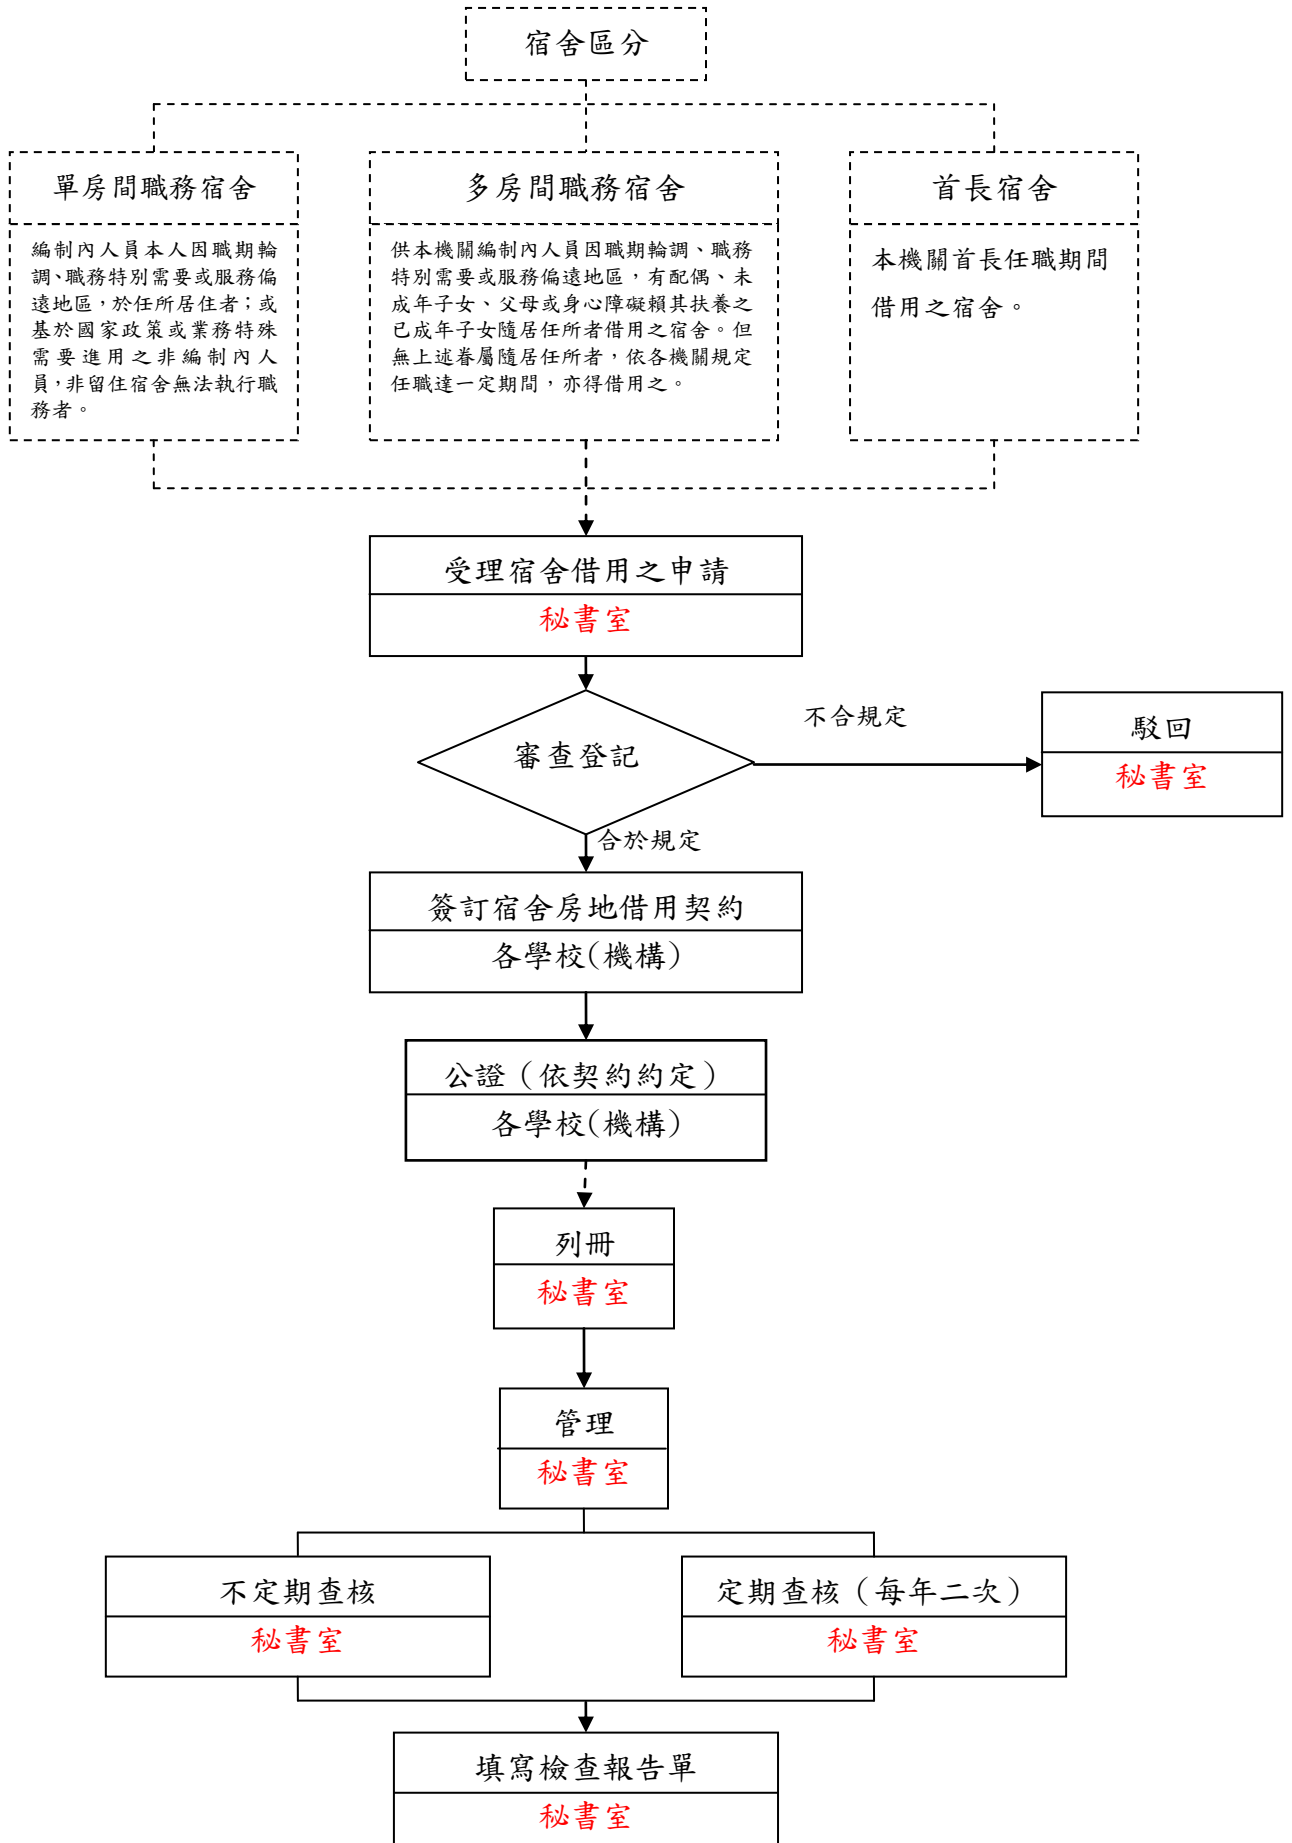 宿舍區分
單房間職務宿舍
編制內人員本人因職期輪
調、職務特別需要或服務偏
遠地區，於任所居住者；或
基於國家政策或業務特殊
需要進用之非編制內人
員，非留住宿舍無法執行職
務者。
多房間職務宿舍
供本機關編制內人員因職期輪調、職務
特別需要或服務偏遠地區，有配偶、未
成年子女、父母或身心障礙賴其扶養之
已成年子女隨居任所者借用之宿舍。但
無上述眷屬隨居任所者，依各機關規定
任職達一定期間，亦得借用之。
首長宿舍
本機關首長任職期間
借用之宿舍。
受理宿舍借用之申請
秘書室
審查登記
不合規定
駁回
秘書室
合於規定
簽訂宿舍房地借用契約
各學校(機構)
公證（依契約約定）
各學校(機構)
列冊
秘書室
管理
秘書室
不定期查核
秘書室
定期查核（每年二次）
秘書室
填寫檢查報告單
秘書室